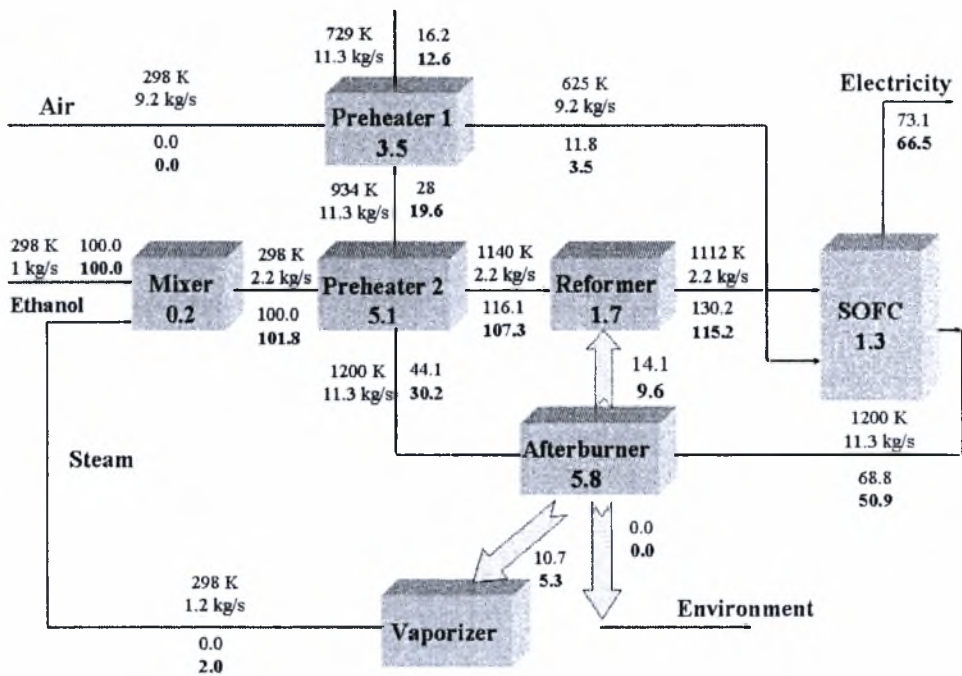 729 K
11.3 kg/s
16.2
12.6
298 K
9.2 kg/s
Air
0.0
0.0
Preheater 1
3.5
625 K
9.2 kg/s
11.8
3.5
Electricity
73.1
66.5
934 K
11.3 kg/s
28
19.6
298 K
1 kg/s
100.0
100.0
Ethanol
Mixer
0.2
298 K
2.2 kg/s
100.0
101.8
Preheater 2
5.1
1140 K
2.2 kg/s
116.1
107.3
Reformer
1.7
1112 K
2.2 kg/s
130.2
115.2
SOFC
1.3
1200 K
11.3 kg/s
44.1
30.2
14.1
9.6
Afterburner
5.8
1200 K
11.3 kg/s
68.8
50.9
Steam
10.7
5.3
0.0
0.0
298 K
1.2 kg/s
0.0
2.0
Vaporizer
Environment